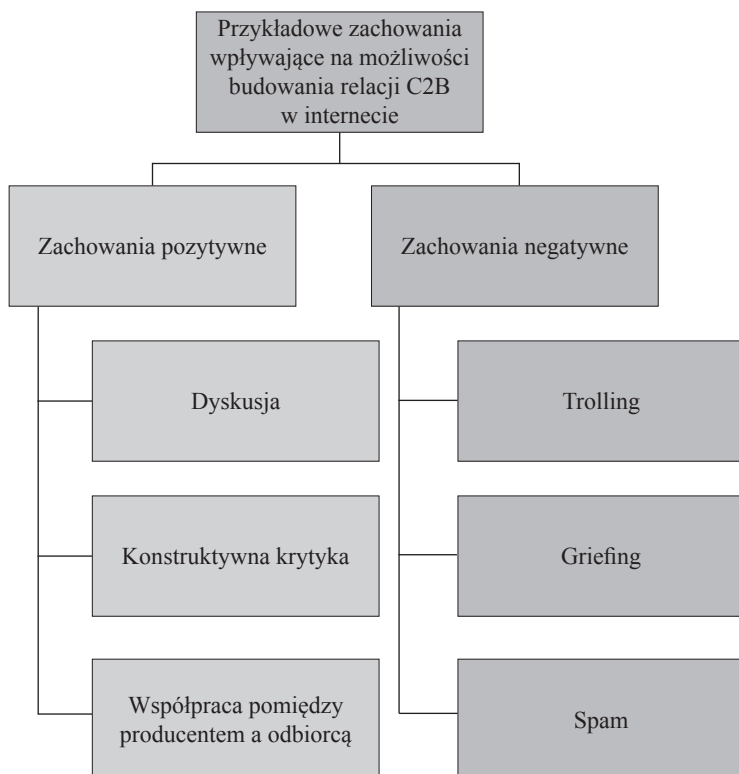 Przykładowe zachowania
wpływające na możliwości
budowania relacji C2B
w internecie
Zachowania pozytywne
Zachowania negatywne
Dyskusja
Trolling
Konstruktywna krytyka
Griefing
Współpraca pomiędzy
producentem a odbiorcą
Spam